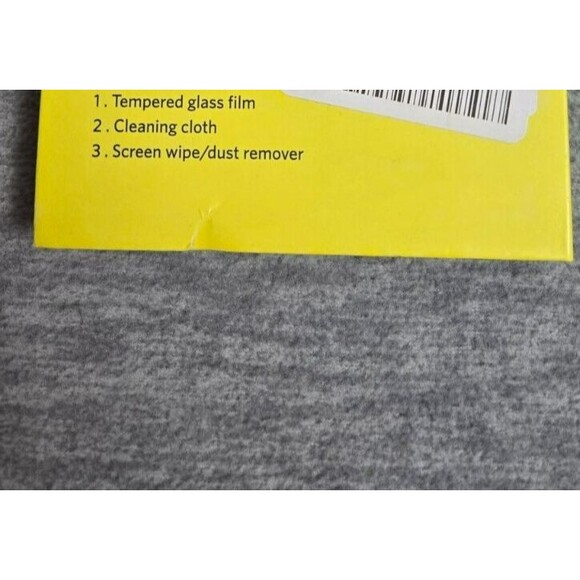 1. Tempered glass film
2. Cleaning cloth
3. Screen wipe/dust remover